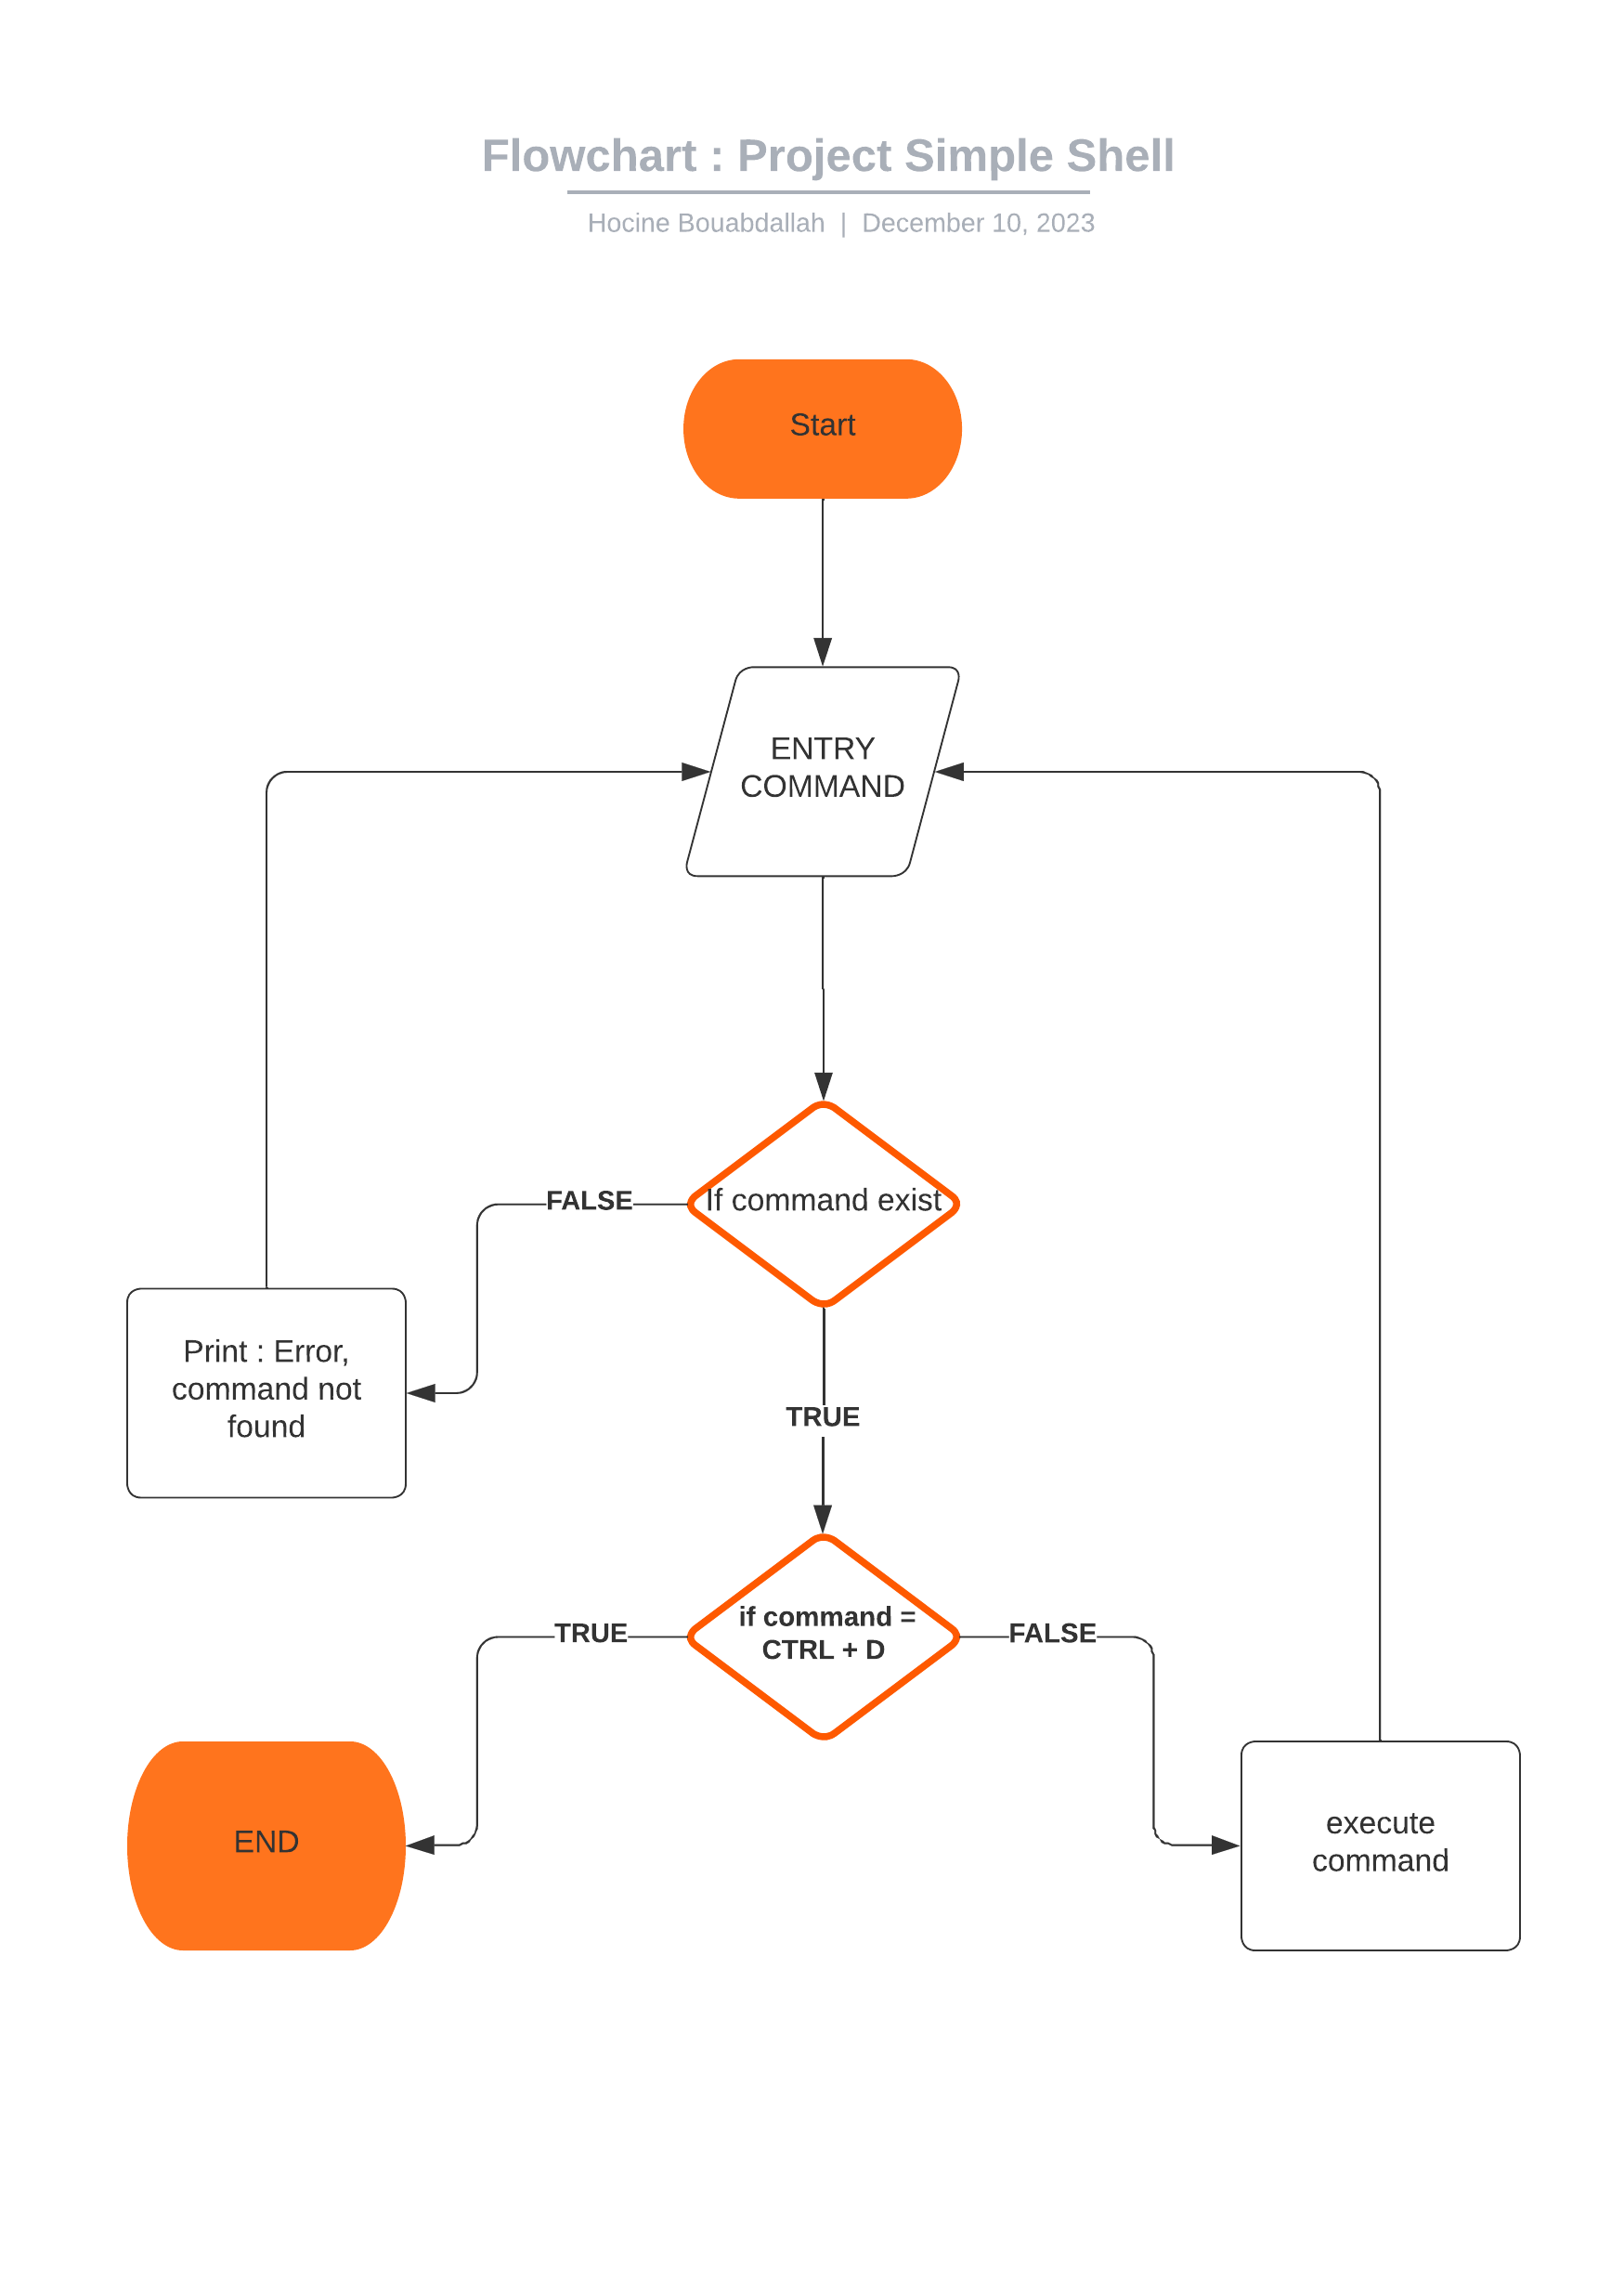 Flowchart : Project Simple Shell
Hocine Bouabdallah | December 10, 2023
Start
ENTRY
COMMAND
If command exist
FALSE
Print : Error,
command not
found
TRUE
if command =
CTRL + D
TRUE
FALSE
END
execute
command